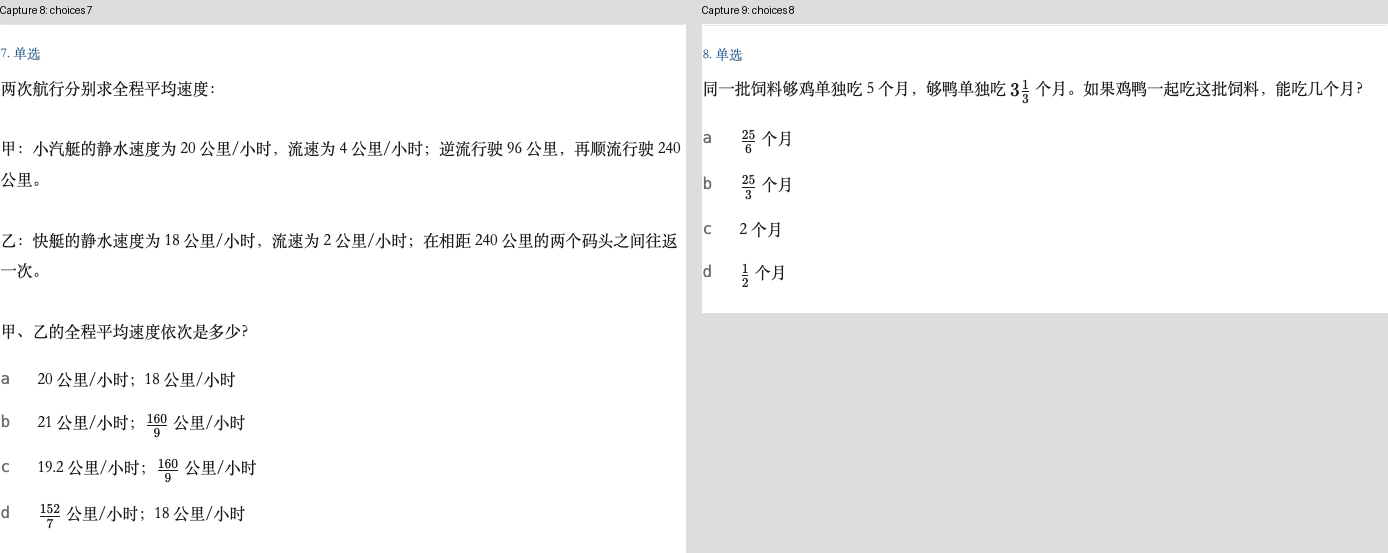 Capture 8: choices 7
7. 单选
两次航行分别求全程平均速度：
甲：小汽艇的静水速度为 20 公里/小时，流速为 4 公里/小时；逆流行驶 96 公里，再顺流行驶 240
公里。
乙：快艇的静水速度为 18 公里/小时，流速为 2 公里/小时；在相距 240 公里的两个码头之间往返
一次。
甲、乙的全程平均速度依次是多少?
a 20 公里/小时；18 公里/小时
b 21 公里/小时；160/9 公里/小时
c 19.2 公里/小时；160/9 公里/小时
d 152/7 公里/小时；18 公里/小时
Capture 9: choices 8
8. 单选
同一批饲料够鸡单独吃 5 个月，够鸭单独吃 3 1/3 个月。如果鸡鸭一起吃这批饲料，能吃几个月?
a 25/6 个月
b 25/3 个月
c 2 个月
d 1/2 个月